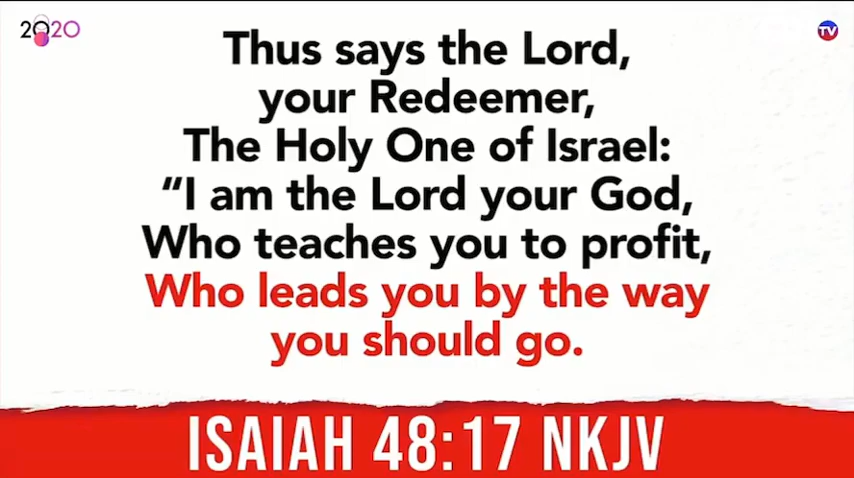 2020
TV
Thus says the Lord,
your Redeemer,
The Holy One of Israel:
“I am the Lord your God,
Who teaches you to profit,
Who leads you by the way
you should go.
ISAIAH 48:17 NKJV